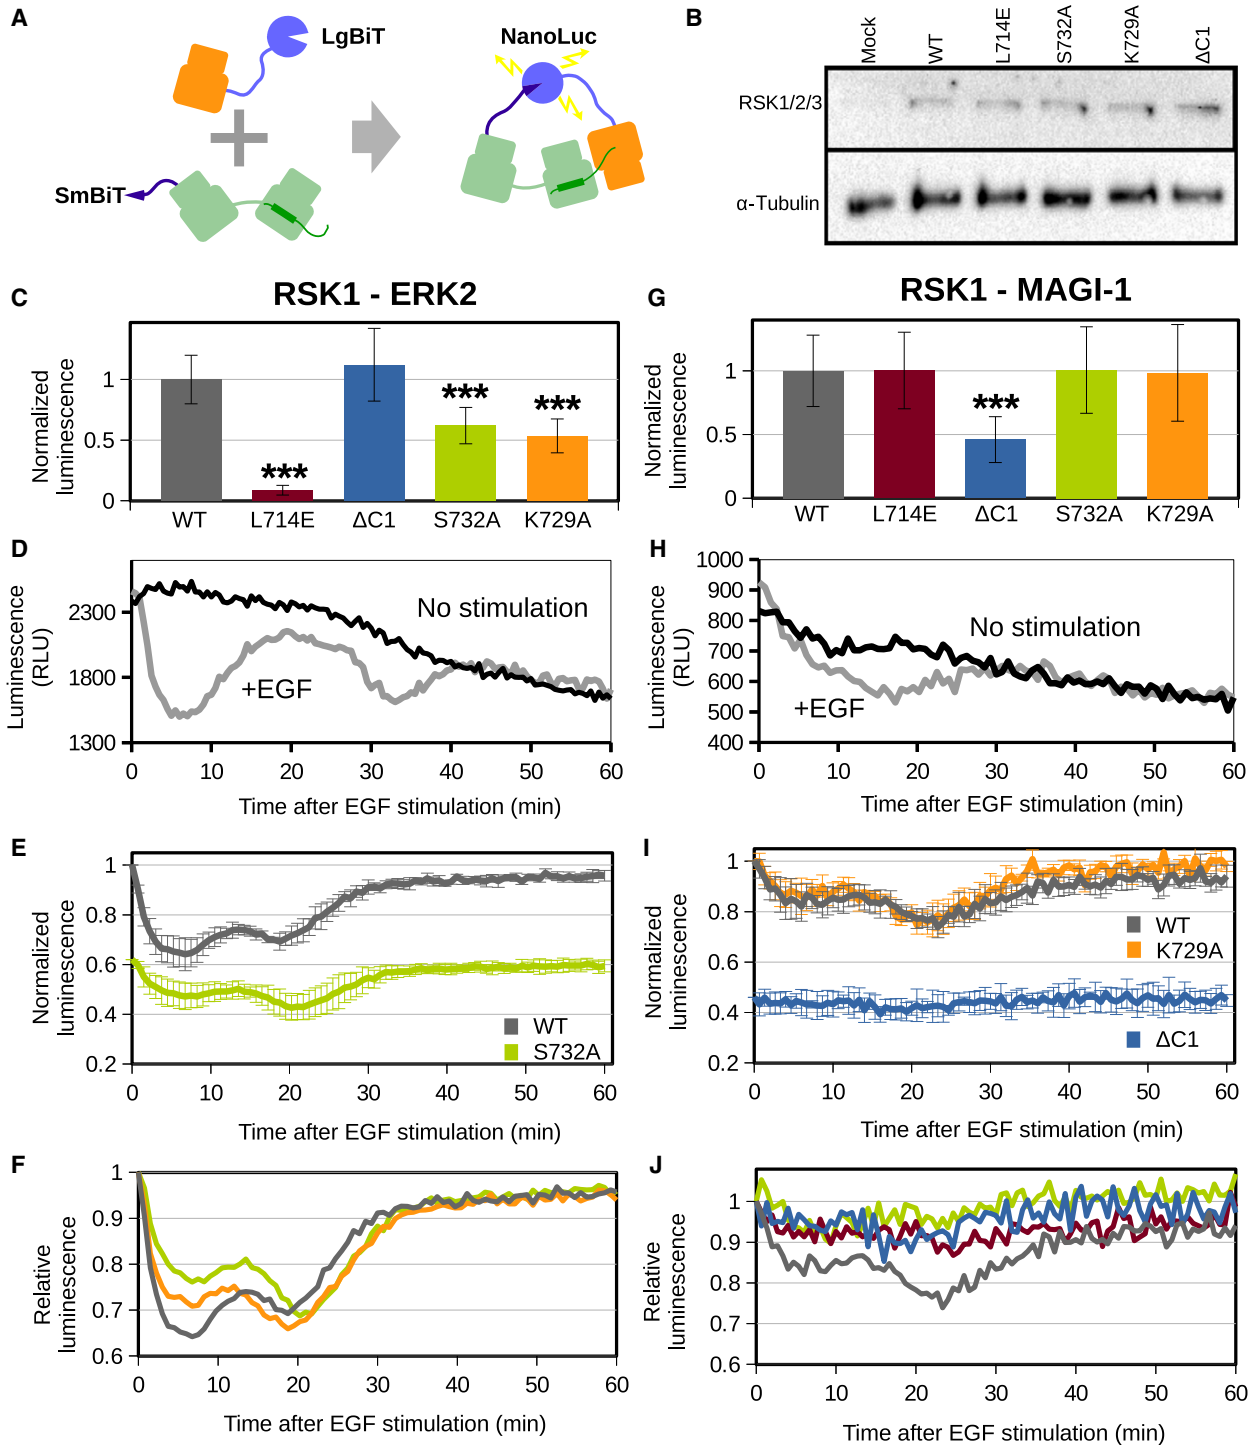 A
LgBiT
NanoLuc
SmBiT
B
Mock
WT
L714E
S732A
K729A
ΔC1
RSK1/2/3
α-Tubulin
C
RSK1 - ERK2
Normalized
luminescence
1
0.5
0
***
***
***
WT
L714E
ΔC1
S732A
K729A
G
RSK1 - MAGI-1
Normalized
luminescence
1
0.5
0
***
WT
L714E
ΔC1
S732A
K729A
D
Luminescence
(RLU)
2300
1800
1300
No stimulation
+EGF
0 10 20 30 40 50 60
Time after EGF stimulation (min)
H
Luminescence
(RLU)
1000
900
800
700
600
500
400
No stimulation
+EGF
0 10 20 30 40 50 60
Time after EGF stimulation (min)
E
Normalized
luminescence
1
0.8
0.6
0.4
0.2
WT
S732A
0 10 20 30 40 50 60
Time after EGF stimulation (min)
I
Normalized
luminescence
1
0.8
0.6
0.4
0.2
WT
K729A
ΔC1
0 10 20 30 40 50 60
Time after EGF stimulation (min)
F
Relative
luminescence
1
0.9
0.8
0.7
0.6
0 10 20 30 40 50 60
Time after EGF stimulation (min)
J
Relative
luminescence
1
0.9
0.8
0.7
0.6
0 10 20 30 40 50 60
Time after EGF stimulation (min)